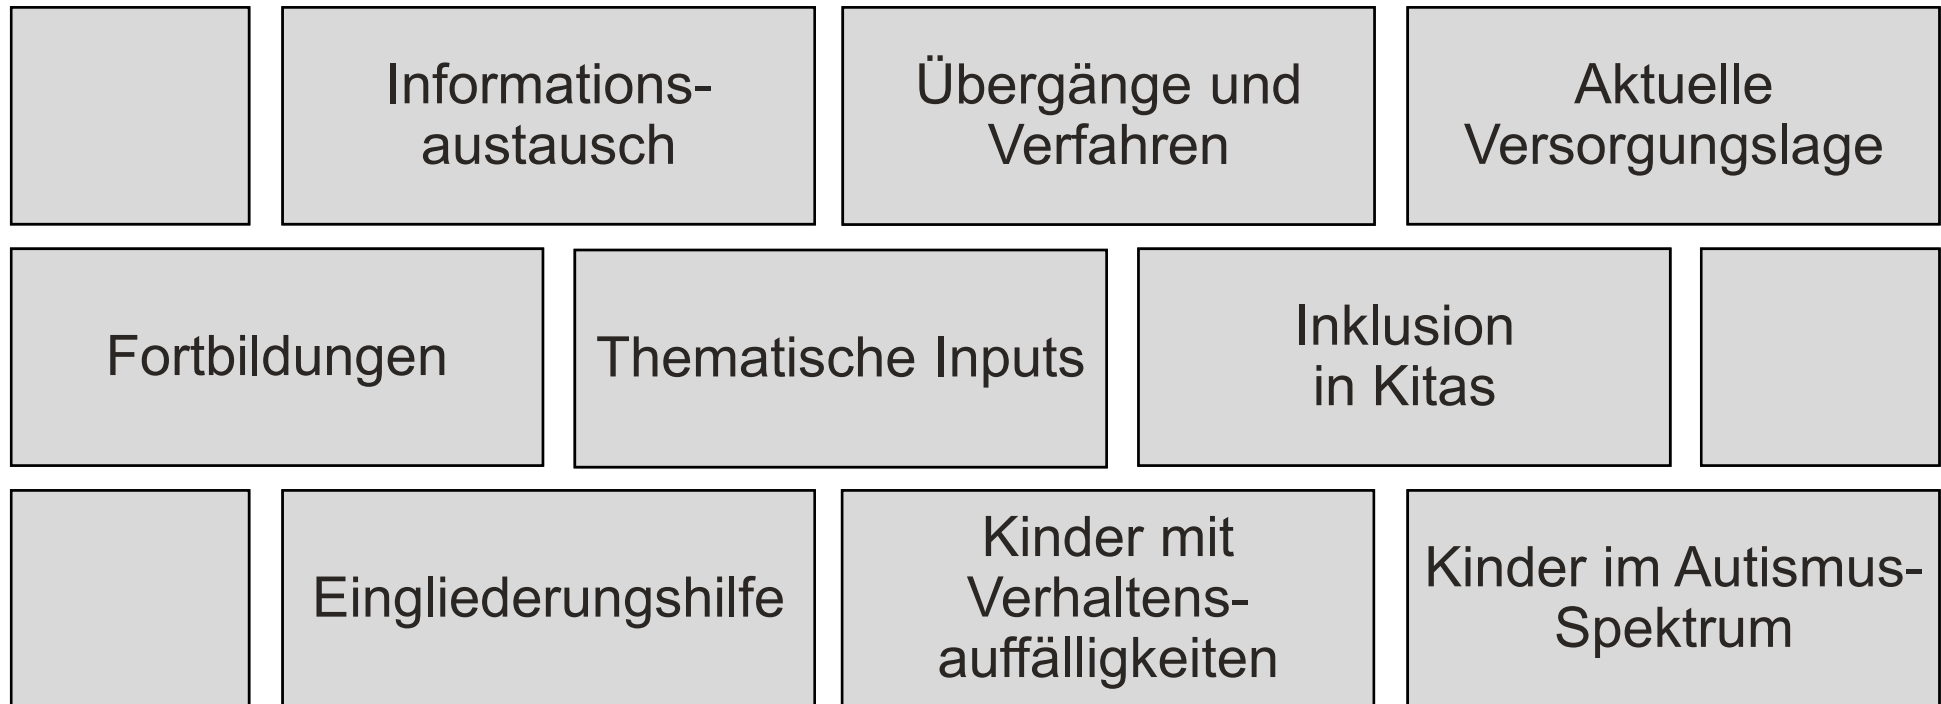 Informations-
austausch
Übergänge und
Verfahren
Aktuelle
Versorgungslage
Fortbildungen
Thematische Inputs
Inklusion
in Kitas
Eingliederungshilfe
Kinder mit
Verhaltens-
auffälligkeiten
Kinder im Autismus-
Spektrum